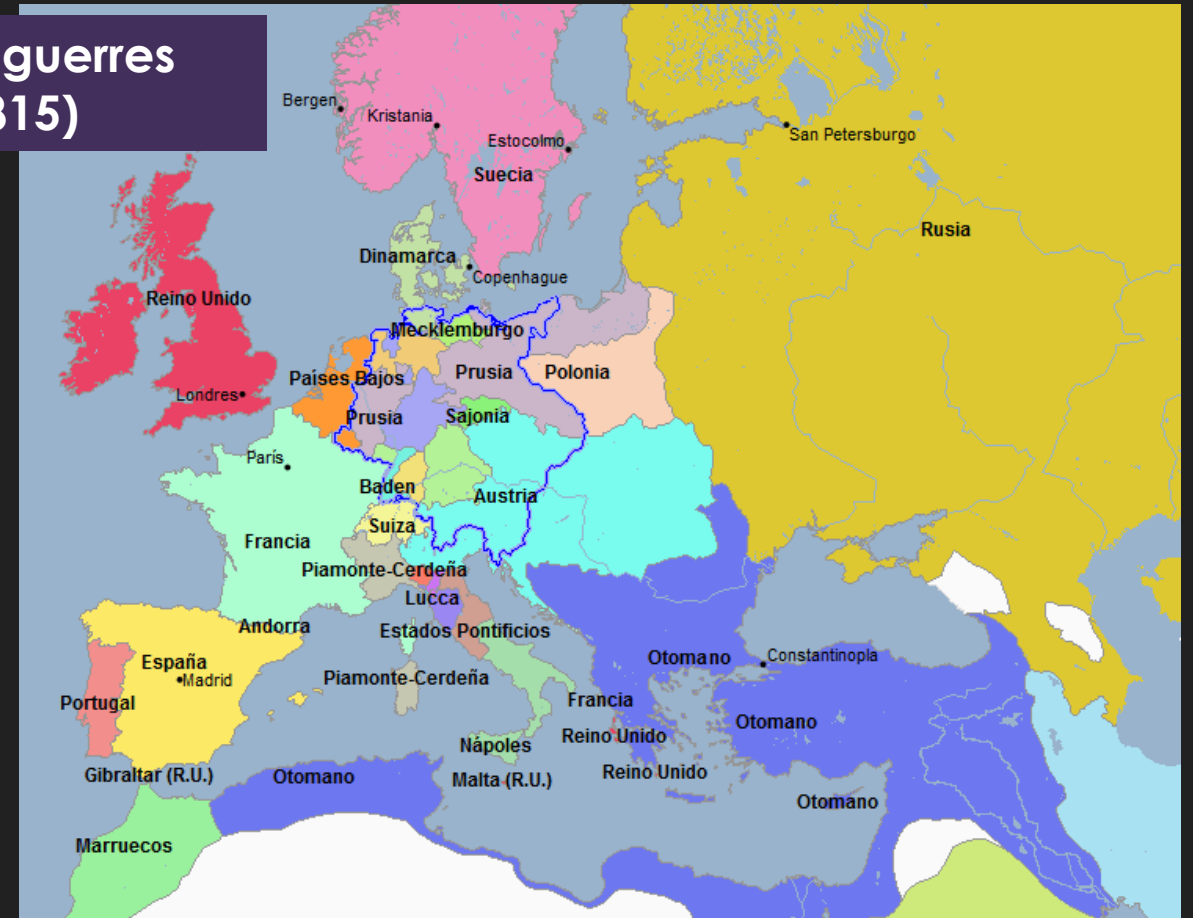 guerres
815)
Bergen
Kristania
Estocolmo
San Petersburgo
Suecia
Rusia
Dinamarca
Copenhague
Reino Unido
Mecklemburgo
Países Bajos
Prusia
Polonia
Londres
Prusia
Sajonia
París
Baden
Austria
Suiza
Francia
Piamonte-Cerdeña
Lucca
Andorra
Estados Pontificios
España
Madrid
Otomano
Constantinopla
Piamonte-Cerdeña
Portugal
Francia
Otomano
Reino Unido
Nápoles
Gibraltar (R.U.)
Otomano
Malta (R.U.)
Reino Unido
Otomano
Marruecos